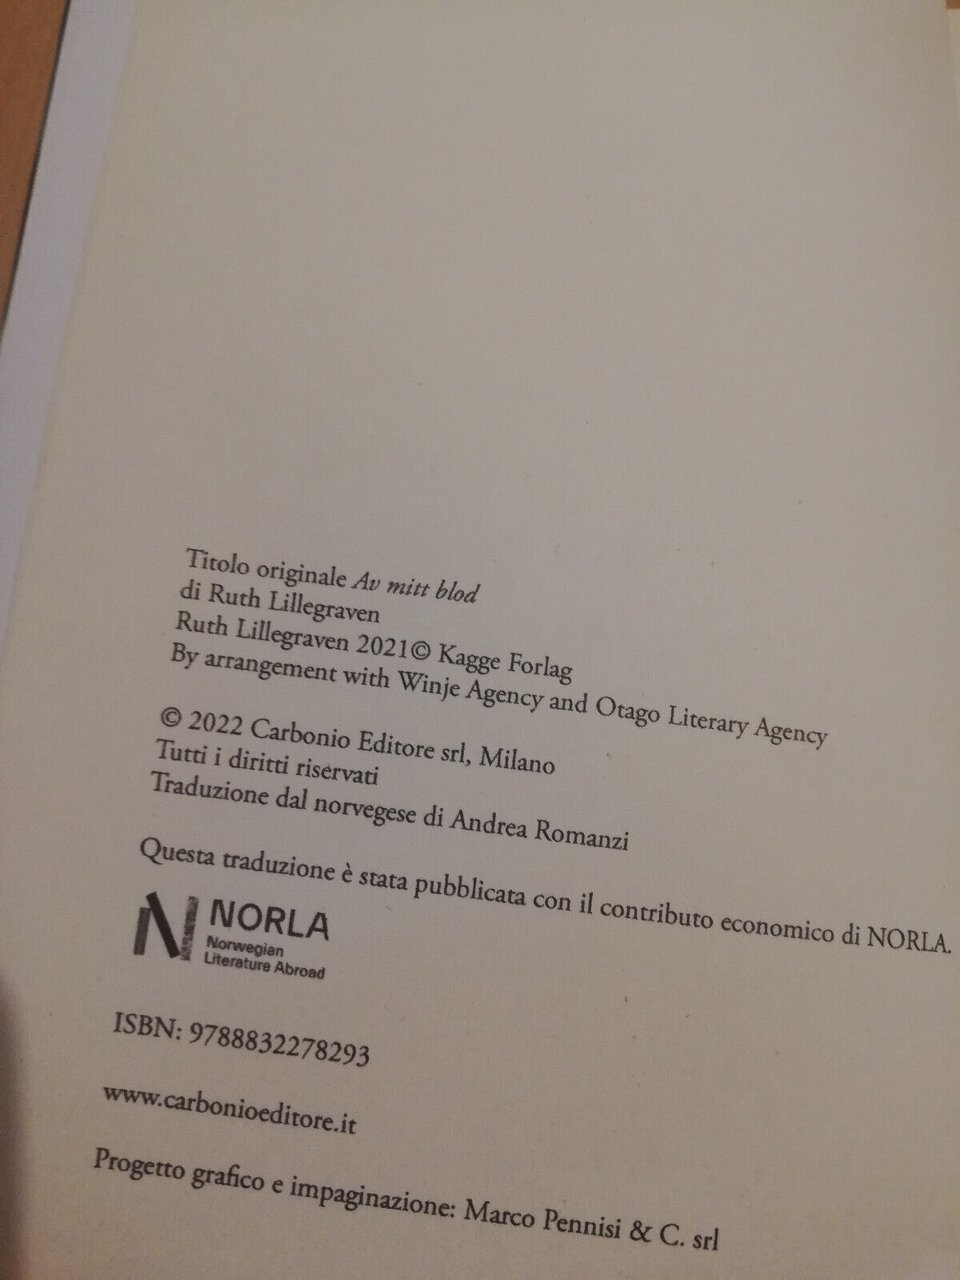 Titolo originale Av mitt blod
di Ruth Lillegraven
Ruth Lillegraven 2021© Kagge Forlag
By arrangement with Winje Agency and Otago Literary Agency
© 2022 Carbonio Editore srl, Milano
Tutti i diritti riservati
Traduzione dal norvegese di Andrea Romanzi
Questa traduzione è stata pubblicata con il contributo economico di NORLA.
NORLA
Norwegian
Literature Abroad
ISBN: 9788832278293
www.carbonioeditore.it
Progetto grafico e impaginazione: Marco Pennisi & C. srl